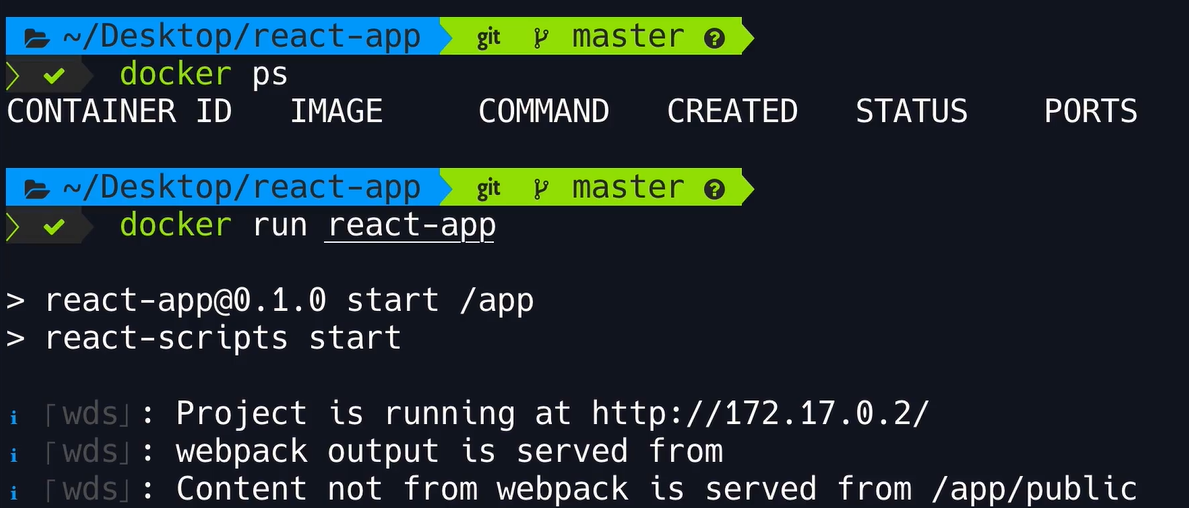 ~/Desktop/react-app git master
docker ps
CONTAINER ID IMAGE COMMAND CREATED STATUS PORTS
~/Desktop/react-app git master
docker run react-app
> react-app@0.1.0 start /app
> react-scripts start
ℹ 「wds」: Project is running at http://172.17.0.2/
ℹ 「wds」: webpack output is served from
ℹ 「wds」: Content not from webpack is served from /app/public